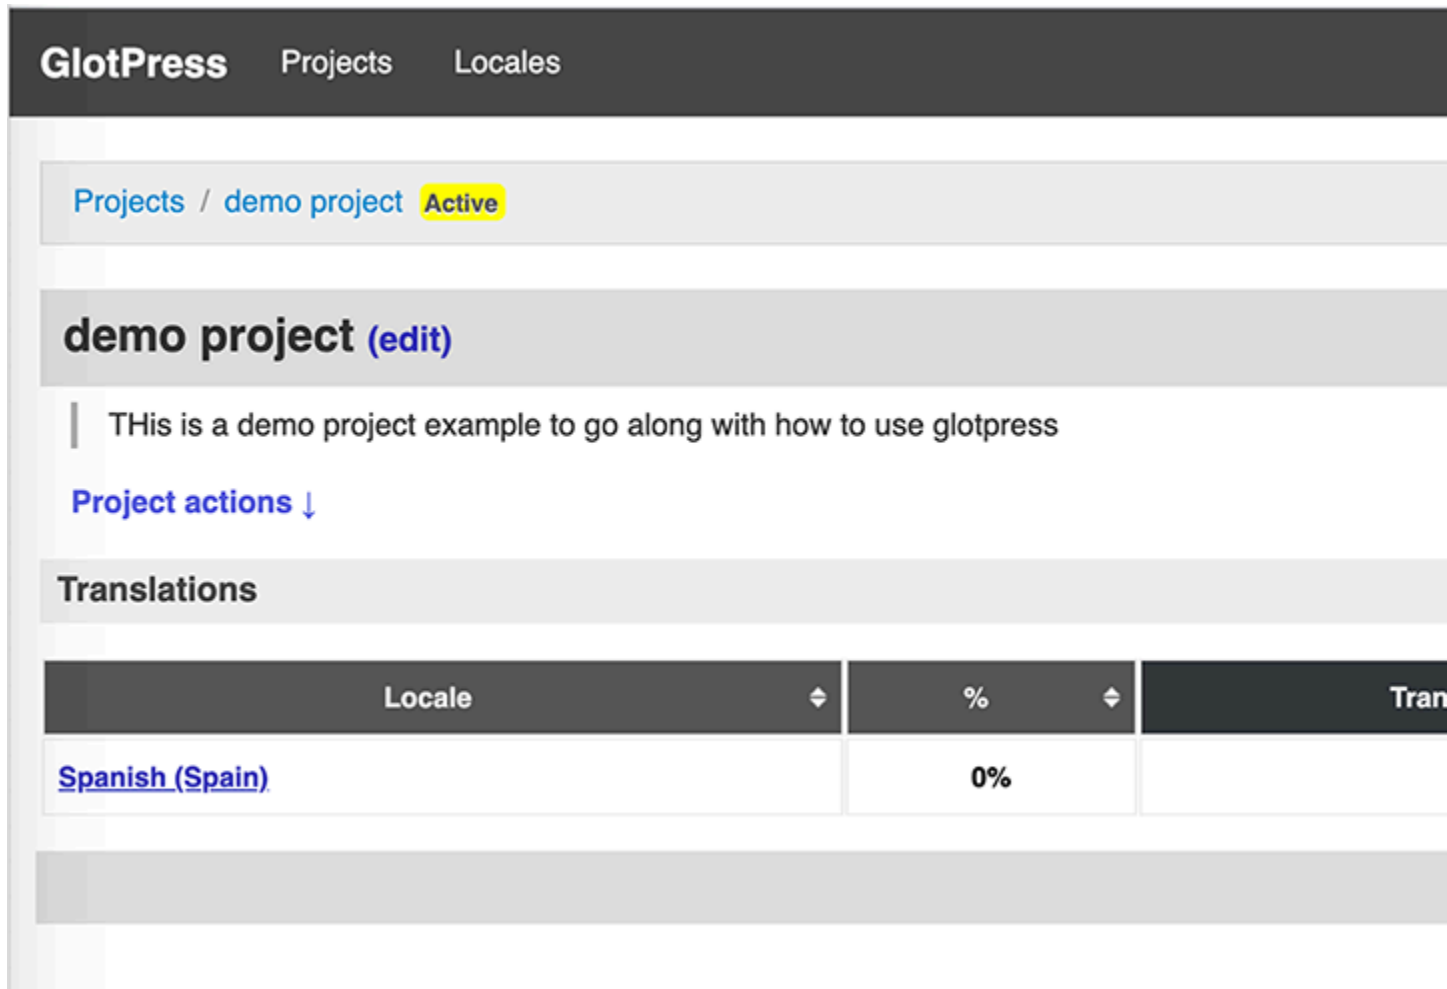 GlotPress Projects Locales
Projects / demo project Active
demo project (edit)
THis is a demo project example to go along with how to use glotpress
Project actions ↓
Translations
Locale % Tran
Spanish (Spain) 0%